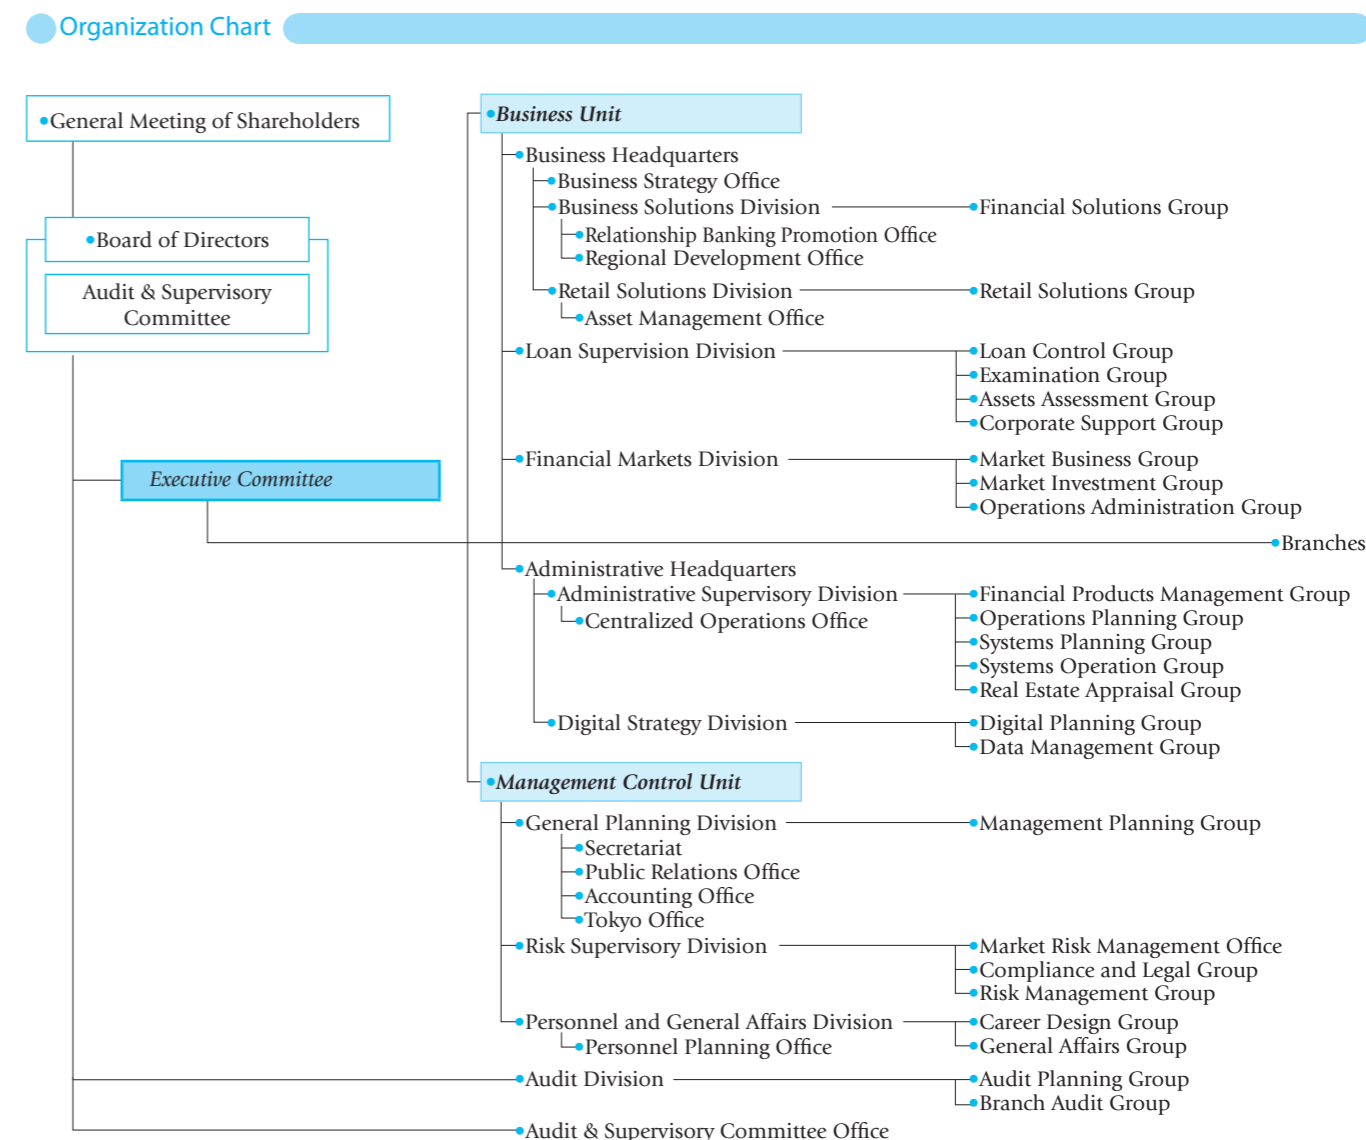 Organization Chart
General Meeting of Shareholders
Board of Directors
Audit & Supervisory
Committee
Executive Committee
Business Unit
Business Headquarters
Business Strategy Office
Business Solutions Division
Financial Solutions Group
Relationship Banking Promotion Office
Regional Development Office
Retail Solutions Division
Retail Solutions Group
Asset Management Office
Loan Supervision Division
Loan Control Group
Examination Group
Assets Assessment Group
Corporate Support Group
Financial Markets Division
Market Business Group
Market Investment Group
Operations Administration Group
Branches
Administrative Headquarters
Administrative Supervisory Division
Financial Products Management Group
Centralized Operations Office
Operations Planning Group
Systems Planning Group
Systems Operation Group
Real Estate Appraisal Group
Digital Strategy Division
Digital Planning Group
Data Management Group
Management Control Unit
General Planning Division
Management Planning Group
Secretariat
Public Relations Office
Accounting Office
Tokyo Office
Risk Supervisory Division
Market Risk Management Office
Compliance and Legal Group
Risk Management Group
Personnel and General Affairs Division
Career Design Group
Personnel Planning Office
General Affairs Group
Audit Division
Audit Planning Group
Branch Audit Group
Audit & Supervisory Committee Office